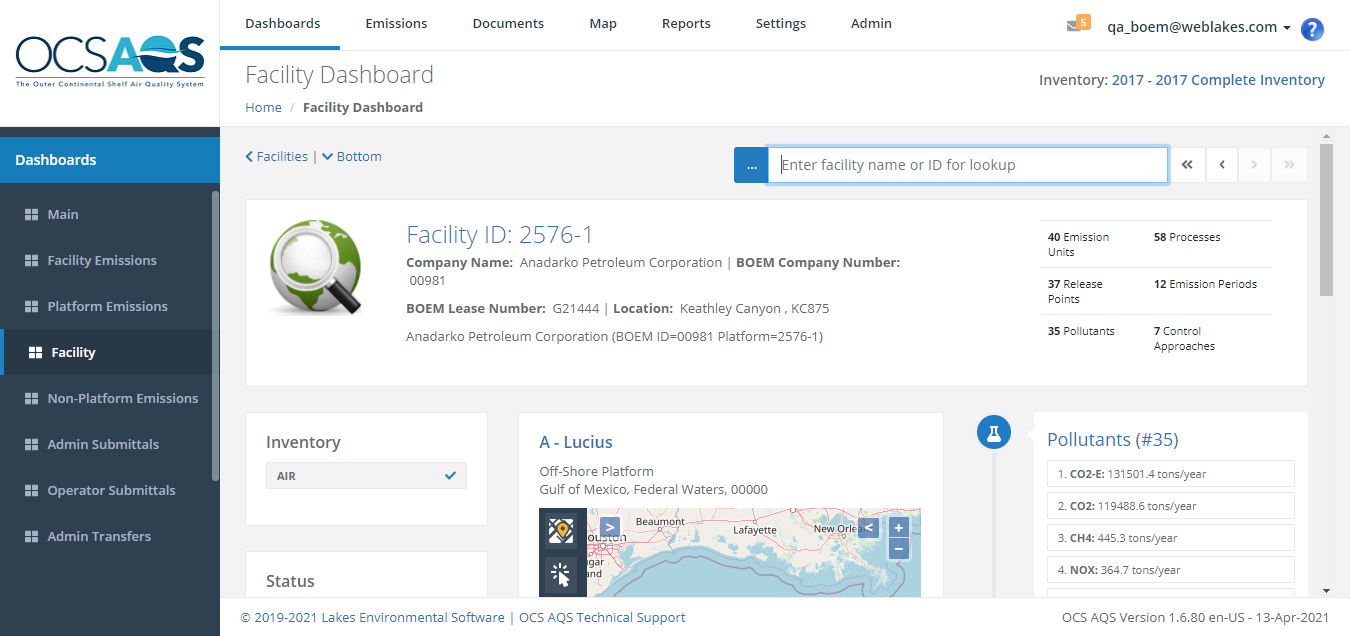 OCSAQS
The Outer Continental Shelf Air Quality System
Dashboards
Emissions
Documents
Map
Reports
Settings
Admin
5
qa_boem@weblakes.com
?
Facility Dashboard
Home / Facility Dashboard
Inventory: 2017 - 2017 Complete Inventory
Dashboards
Main
Facility Emissions
Platform Emissions
Facility
Non-Platform Emissions
Admin Submittals
Operator Submittals
Admin Transfers
Facilities | Bottom
...
Enter facility name or ID for lookup
Facility ID: 2576-1
Company Name: Anadarko Petroleum Corporation | BOEM Company Number:
00981
BOEM Lease Number: G21444 | Location: Keathley Canyon , KC875
Anadarko Petroleum Corporation (BOEM ID=00981 Platform=2576-1)
40 Emission
Units
58 Processes
37 Release
Points
12 Emission Periods
35 Pollutants
7 Control
Approaches
Inventory
AIR
Status
A - Lucius
Off-Shore Platform
Gulf of Mexico, Federal Waters, 00000
>
Beaumont
Lafayette
New Orlea
<
+
−
ouston
gar
and
Pollutants (#35)
1. CO2-E: 131501.4 tons/year
2. CO2: 119488.6 tons/year
3. CH4: 445.3 tons/year
4. NOX: 364.7 tons/year
© 2019-2021 Lakes Environmental Software | OCS AQS Technical Support
OCS AQS Version 1.6.80 en-US - 13-Apr-2021